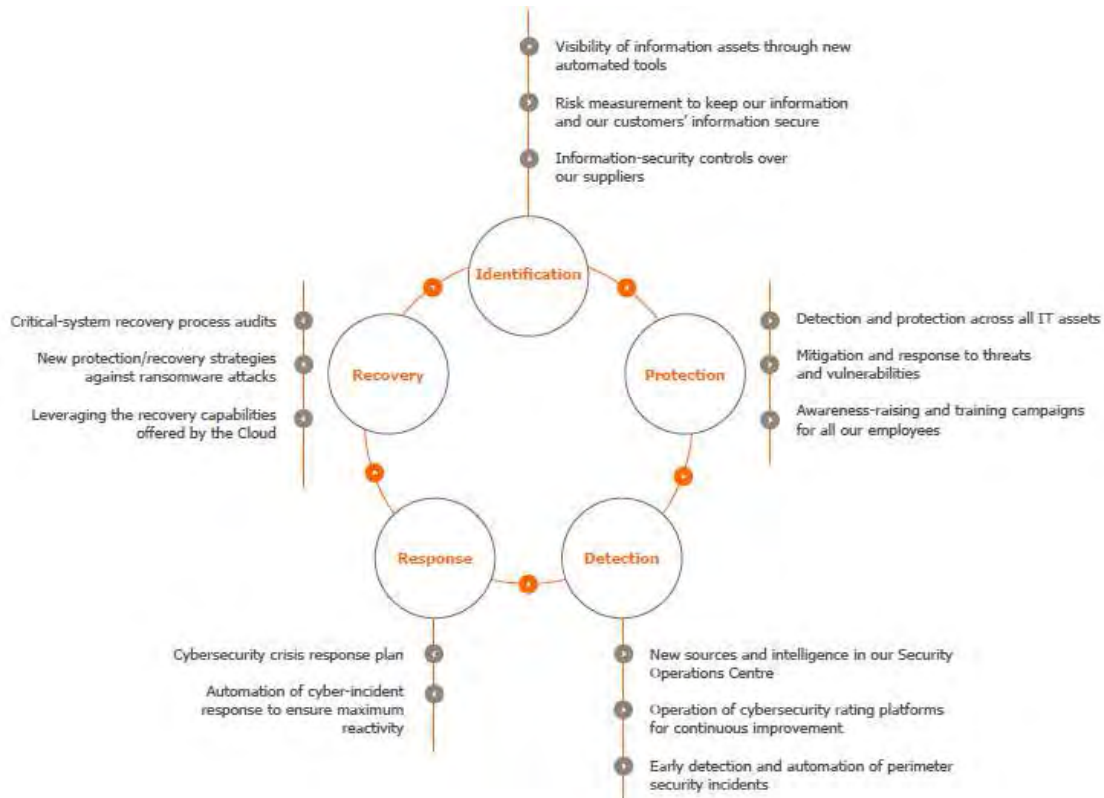 Visibility of information assets through new
automated tools
Risk measurement to keep our information
and our customers' information secure
Information-security controls over
our suppliers
Identification
Critical-system recovery process audits
New protection/recovery strategies
against ransomware attacks
Leveraging the recovery capabilities
offered by the Cloud
Recovery
Protection
Detection and protection across all IT assets
Mitigation and response to threats
and vulnerabilities
Awareness-raising and training campaigns
for all our employees
Response
Detection
Cybersecurity crisis response plan
Automation of cyber-incident
response to ensure maximum
reactivity
New sources and intelligence in our Security
Operations Centre
Operation of cybersecurity rating platforms
for continuous improvement
Early detection and automation of perimeter
security incidents